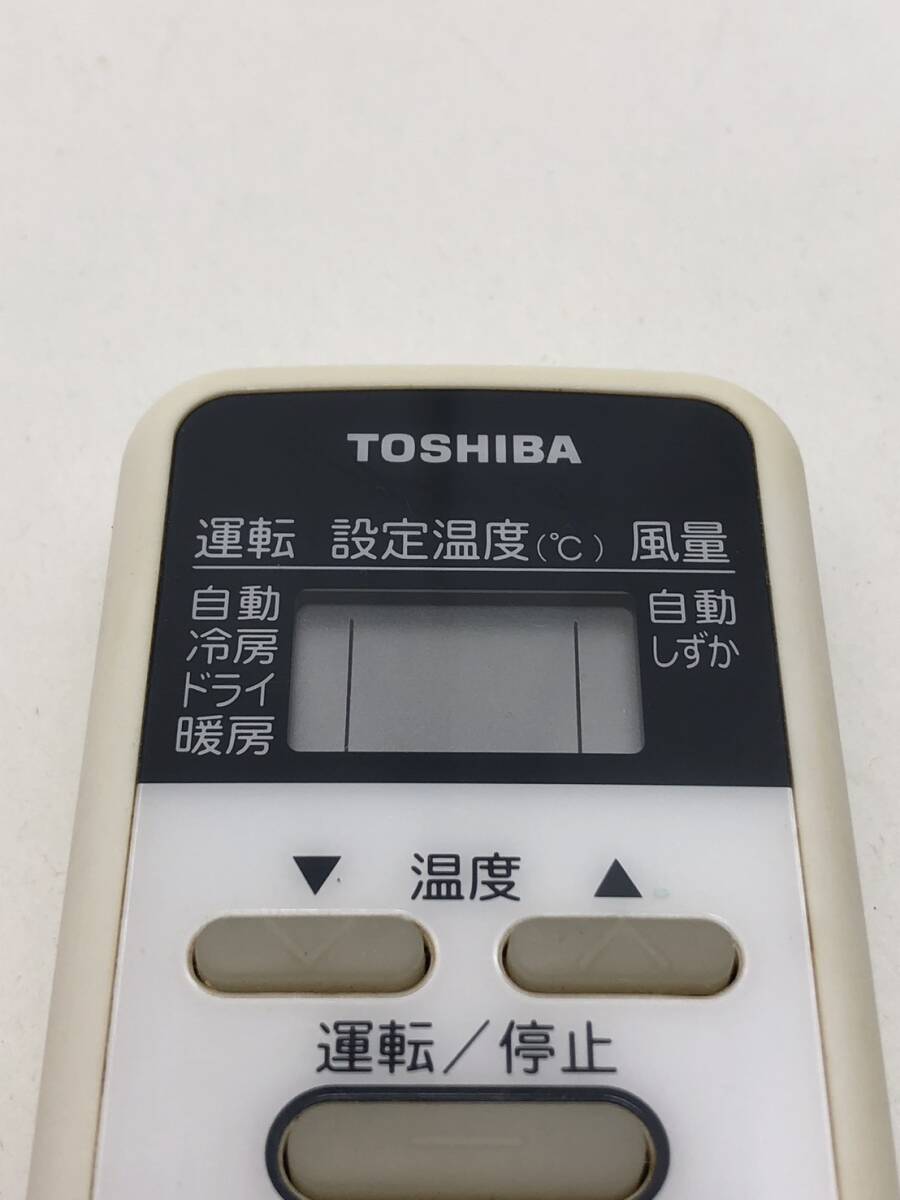 TOSHIBA
運転 設定温度(℃) 風量
自動 自動
冷房 しずか
ドライ
暖房
▼ 温度 ▲
運転/停止